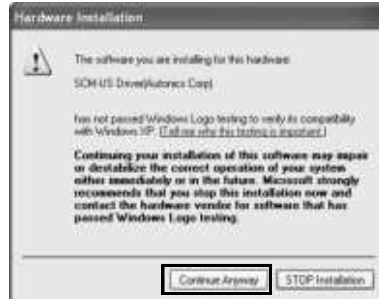 Hardware Installation
The software you are installing for this hardware:
SCM-US Driver(Autonics Corp)
has not passed Windows Logo testing to verify its compatibility
with Windows XP. (Tell me why this testing is important.)
Continuing your installation of this software may impair
or destabilize the correct operation of your system
either immediately or in the future. Microsoft strongly
recommends that you stop this installation now and
contact the hardware vendor for software that has
passed Windows Logo testing.
Continue Anyway
STOP Installation